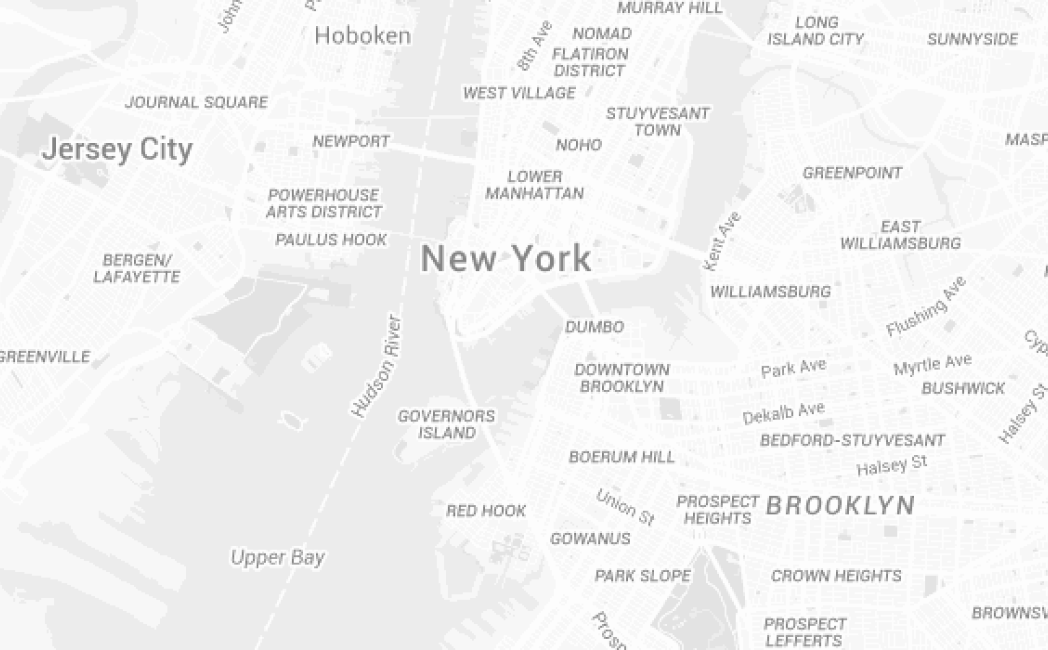 MURRAY HILL
LONG
ISLAND CITY
SUNNYSIDE
Hoboken
8th Ave
NOMAD
FLATIRON
DISTRICT
WEST VILLAGE
JOURNAL SQUARE
STUYVESANT
TOWN
NEWPORT
NOHO
Jersey City
GREENPOINT
LOWER
MANHATTAN
POWERHOUSE
ARTS DISTRICT
PAULUS HOOK
Kent Ave
EAST
WILLIAMSBURG
New York
BERGEN/
LAFAYETTE
WILLIAMSBURG
Flushing Ave
DUMBO
GREENVILLE
Hudson River
DOWNTOWN
BROOKLYN
Park Ave
Myrtle Ave
BUSHWICK
GOVERNORS
ISLAND
Dekalb Ave
Halsey St
BEDFORD-STUYVESANT
BOERUM HILL
Halsey St
RED HOOK
Union St
PROSPECT
HEIGHTS
BROOKLYN
GOWANUS
Upper Bay
PARK SLOPE
CROWN HEIGHTS
PROSPECT
LEFFERTS